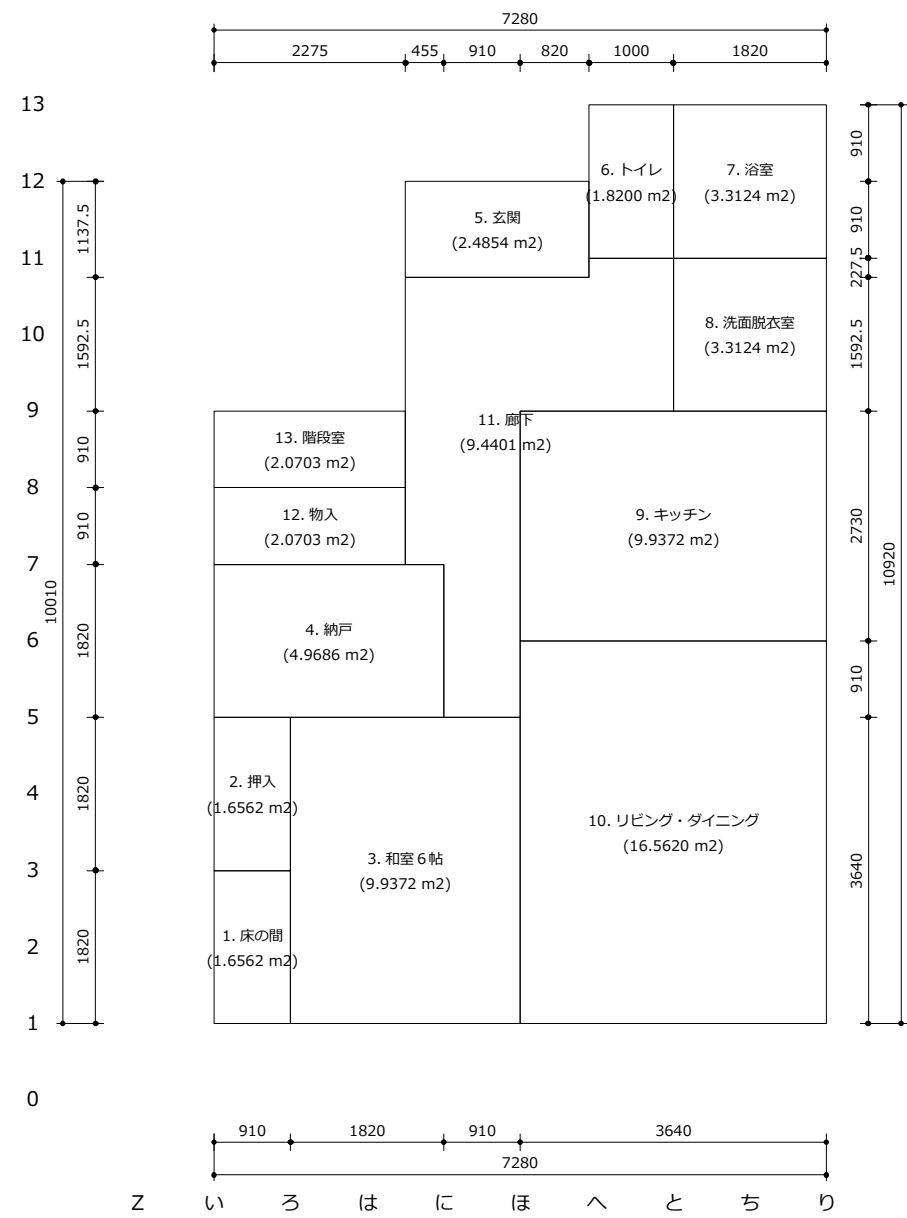 7280
2275 455 910 820 1000 1820
13
12
11
10
9
8
7
6
5
4
3
2
1
0
10010
1137.5
1592.5
910
910
1820
1820
1820
6. トイレ
(1.8200 m2)
7. 浴室
(3.3124 m2)
5. 玄関
(2.4854 m2)
8. 洗面脱衣室
(3.3124 m2)
11. 廊下
(9.4401 m2)
13. 階段室
(2.0703 m2)
12. 物入
(2.0703 m2)
9. キッチン
(9.9372 m2)
4. 納戸
(4.9686 m2)
2. 押入
(1.6562 m2)
10. リビング・ダイニング
(16.5620 m2)
3. 和室６帖
(9.9372 m2)
1. 床の間
(1.6562 m2)
910
910
227.5
1592.5
2730
910
3640
10920
910 1820 910 3640
7280
Z い ろ は に ほ へ と ち り